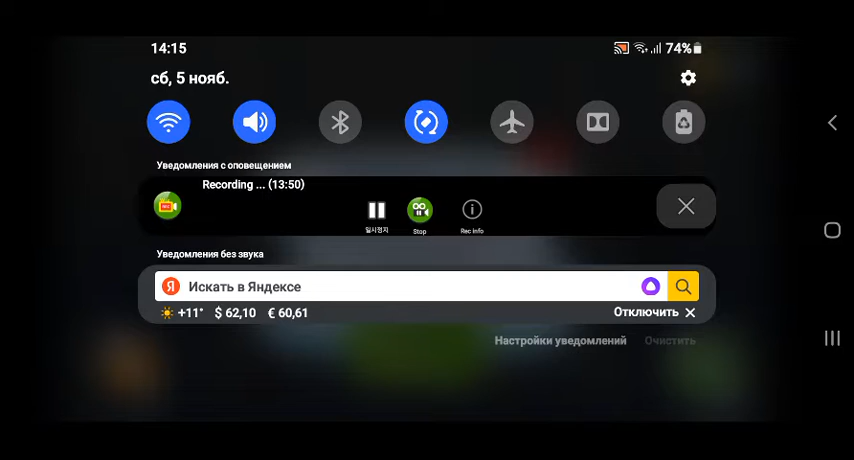 14:15
74%
сб, 5 нояб.
Уведомления с оповещением
Recording ... (13:50)
REC
일시정지
Stop
Rec Info
Уведомления без звука
Я Искать в Яндексе
+11° $ 62,10 € 60,61
Отключить
Настройки уведомлений Очистить